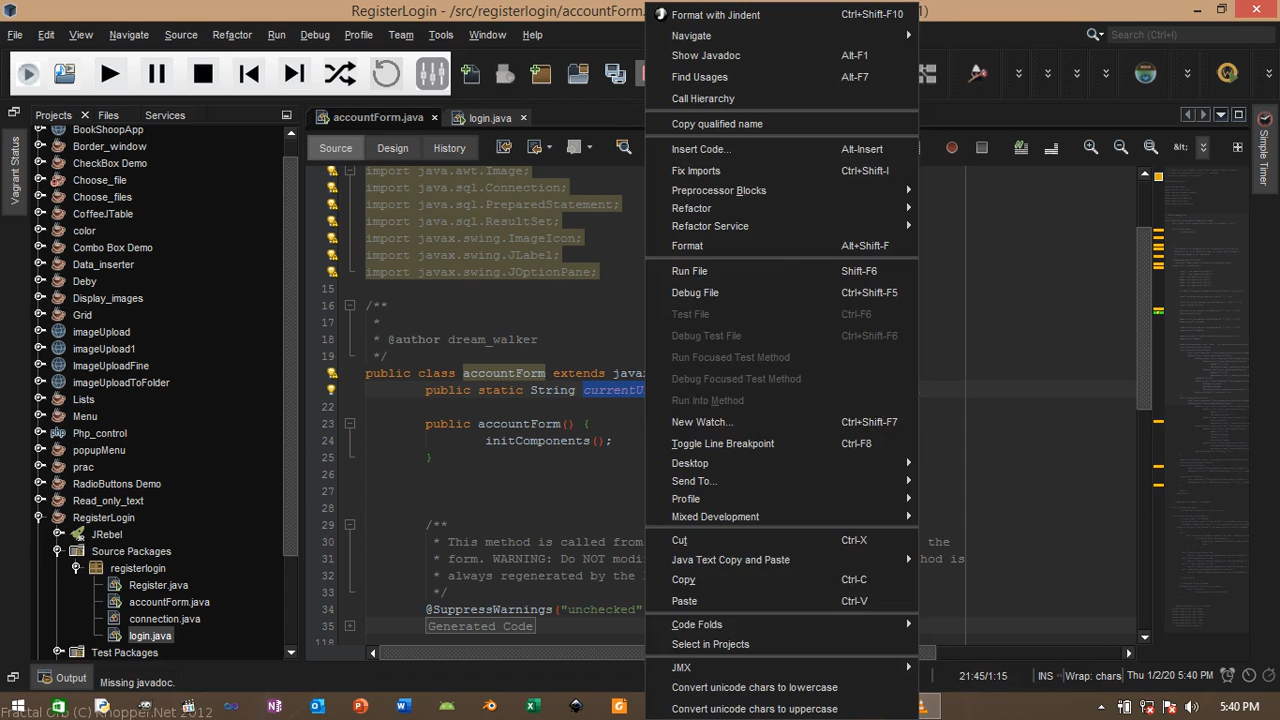 RegisterLogin - /src/registerlogin/accountForm.
File Edit View Navigate Source Refactor Run Debug Profile Team Tools Window Help
Search (Ctrl+I)
Projects Files Services
accountForm.java login.java
Source Design History
Vagrant Status
Simple Timer
BookShopApp
Border_window
CheckBox Demo
Choose_file
Choose_files
CoffeeJTable
color
Combo Box Demo
Data_inserter
Deby
Display_images
Grid
imageUpload
imageUpload1
imageUploadFine
imageUploadToFolder
Lists
Menu
Php_control
popupMenu
prac
RadioButtons Demo
Read_only_text
RegisterLogin
JRebel
Source Packages
registerlogin
Register.java
accountForm.java
connection.java
login.java
Test Packages
import java.awt.Image;
import java.sql.Connection;
import java.sql.PreparedStatement;
import java.sql.ResultSet;
import javax.swing.ImageIcon;
import javax.swing.JLabel;
import javax.swing.JOptionPane;
15
16 /**
17 *
18 * @author dream_walker
19 */
public class accountForm extends java
public static String currentU
22
23 public accountForm() {
24 initComponents();
25 }
26
27
28
29 /**
30 * This method is called from the
31 * form. WARNING: Do NOT modi hod is
32 * always regenerated by the
33 */
34 @SuppressWarnings("unchecked"
35 Generated Code
118
Format with Jindent Ctrl+Shift-F10
Navigate
Show Javadoc Alt-F1
Find Usages Alt-F7
Call Hierarchy
Copy qualified name
Insert Code... Alt-Insert
Fix Imports Ctrl+Shift-I
Preprocessor Blocks
Refactor
Refactor Service
Format Alt+Shift-F
Run File Shift-F6
Debug File Ctrl+Shift-F5
Test File Ctrl-F6
Debug Test File Ctrl+Shift-F6
Run Focused Test Method
Debug Focused Test Method
Run Into Method
New Watch... Ctrl+Shift-F7
Toggle Line Breakpoint Ctrl-F8
Desktop
Send To...
Profile
Mixed Development
Cut Ctrl-X
Java Text Copy and Paste
Copy Ctrl-C
Paste Ctrl-V
Code Folds
Select in Projects
JMX
Convert unicode chars to lowercase
Convert unicode chars to uppercase
Output Missing javadoc.
21:45/1:15 INS Wrap: chars Thu 1/2/20 5:40 PM
5:40 PM